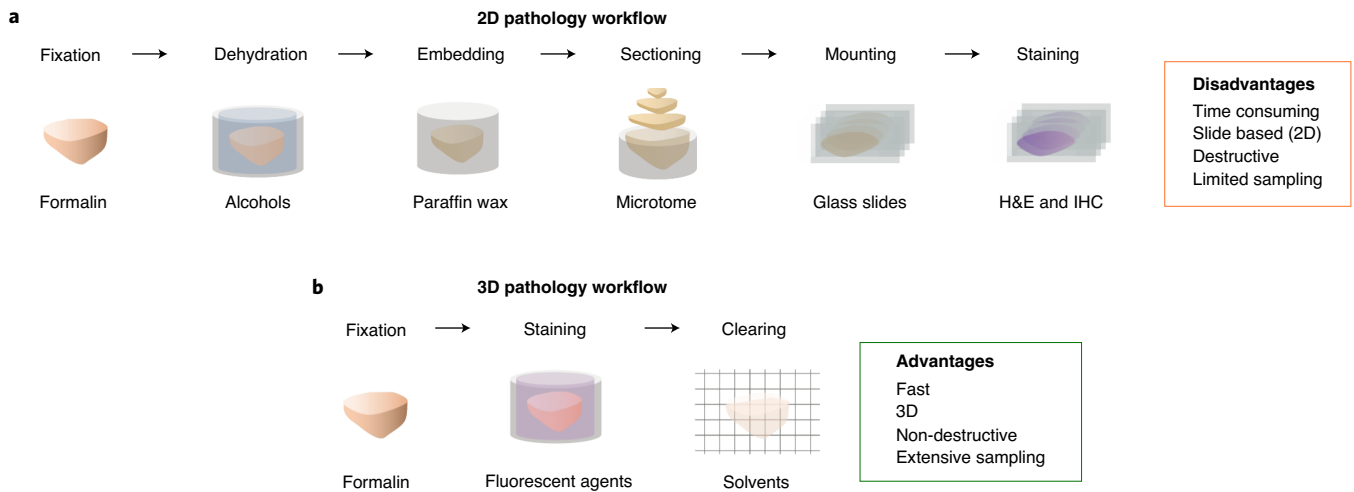 a
2D pathology workflow
Fixation → Dehydration → Embedding → Sectioning → Mounting → Staining
Formalin
Alcohols
Paraffin wax
Microtome
Glass slides
H&E and IHC
Disadvantages
Time consuming
Slide based (2D)
Destructive
Limited sampling
b
3D pathology workflow
Fixation → Staining → Clearing
Formalin
Fluorescent agents
Solvents
Advantages
Fast
3D
Non-destructive
Extensive sampling